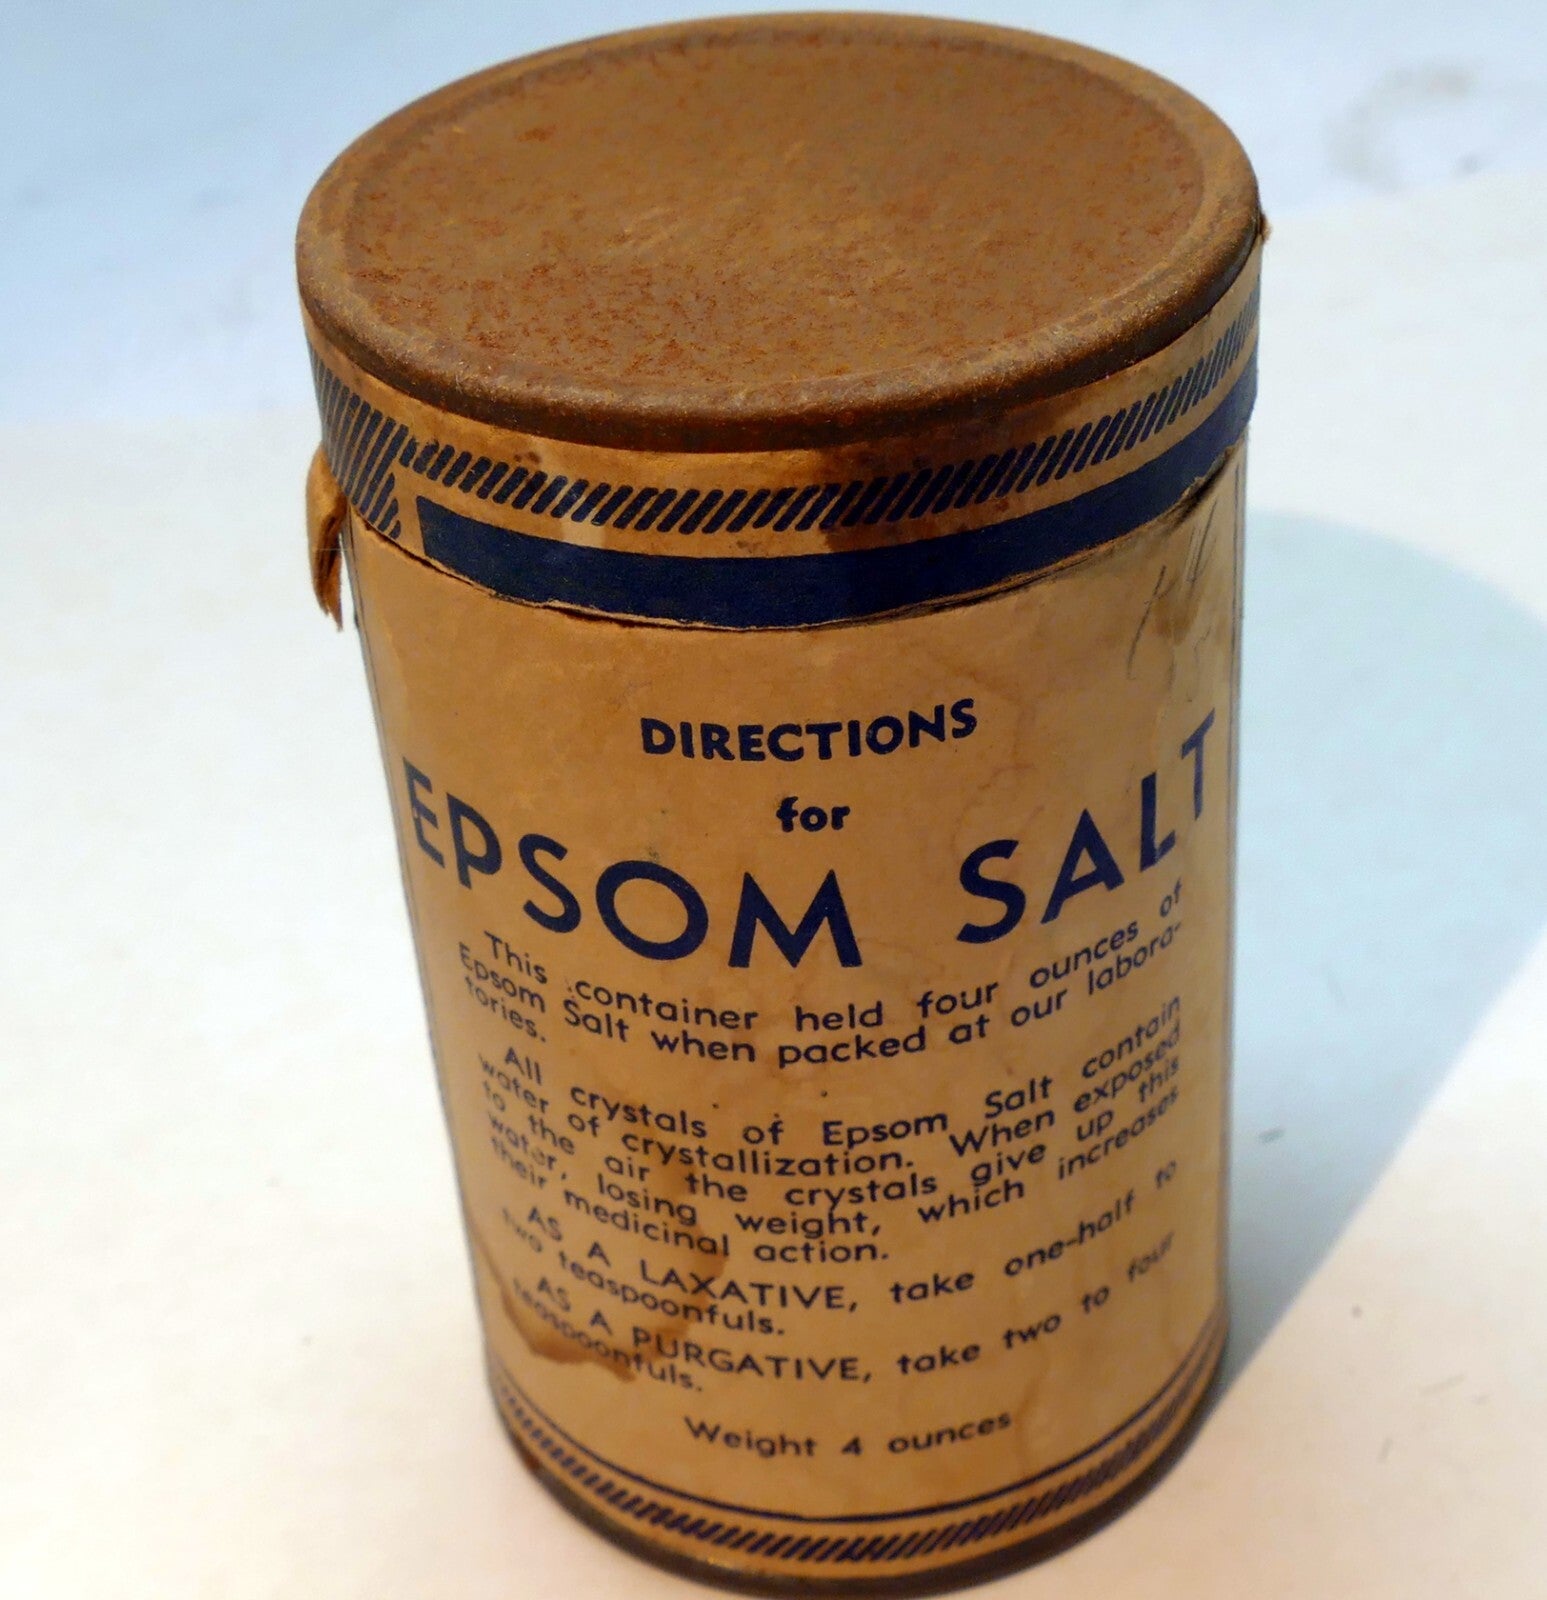 DIRECTIONS
for
EPSOM SALT
This container held four ounces of
Epsom Salt when packed at our labora-
tories.
All crystals of Epsom Salt contain
water of crystallization. When exposed
to the air the crystals give up this
water, losing weight, which increases
their medicinal action.
AS A LAXATIVE, take one-half to
two teaspoonfuls.
AS A PURGATIVE, take two to four
teaspoonfuls.
Weight 4 ounces